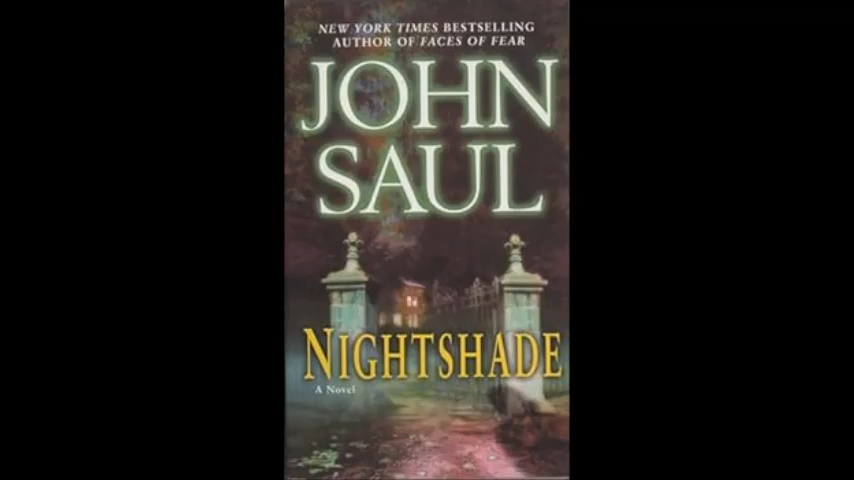 NEW YORK TIMES BESTSELLING
AUTHOR OF FACES OF FEAR
JOHN
SAUL
NIGHTSHADE
A Novel